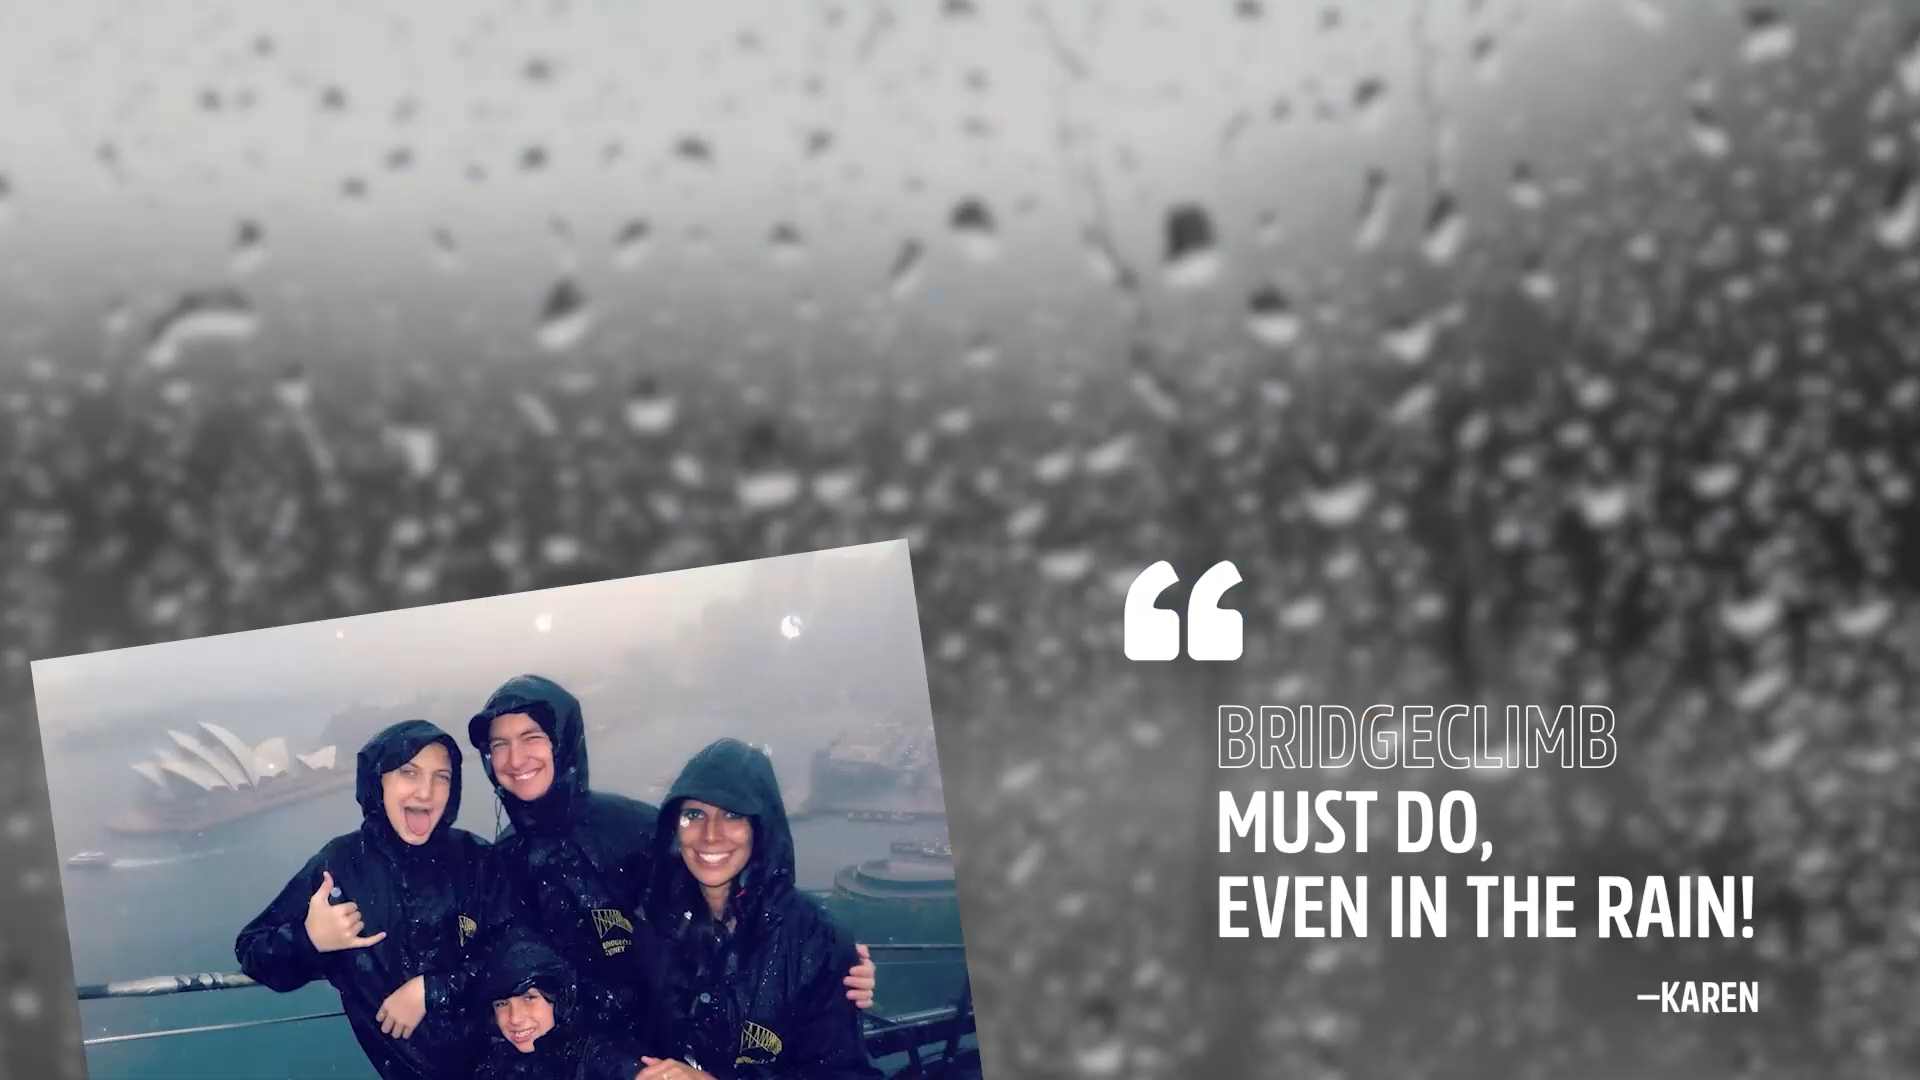 “
BRIDGECLIMB
MUST DO,
EVEN IN THE RAIN!
–KAREN